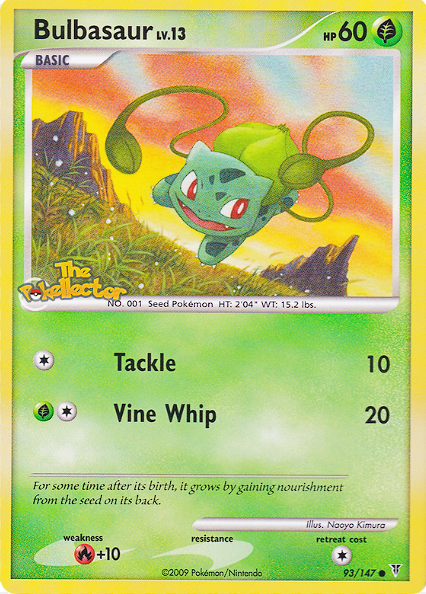 Bulbasaur LV.13 HP 60
BASIC
The
Pokellector
NO. 001 Seed Pokémon HT: 2'04" WT: 15.2 lbs.
Tackle 10
Vine Whip 20
For some time after its birth, it grows by gaining nourishment
from the seed on its back.
Illus. Naoyo Kimura
weakness resistance retreat cost
+10
93/147
©2009 Pokémon/Nintendo